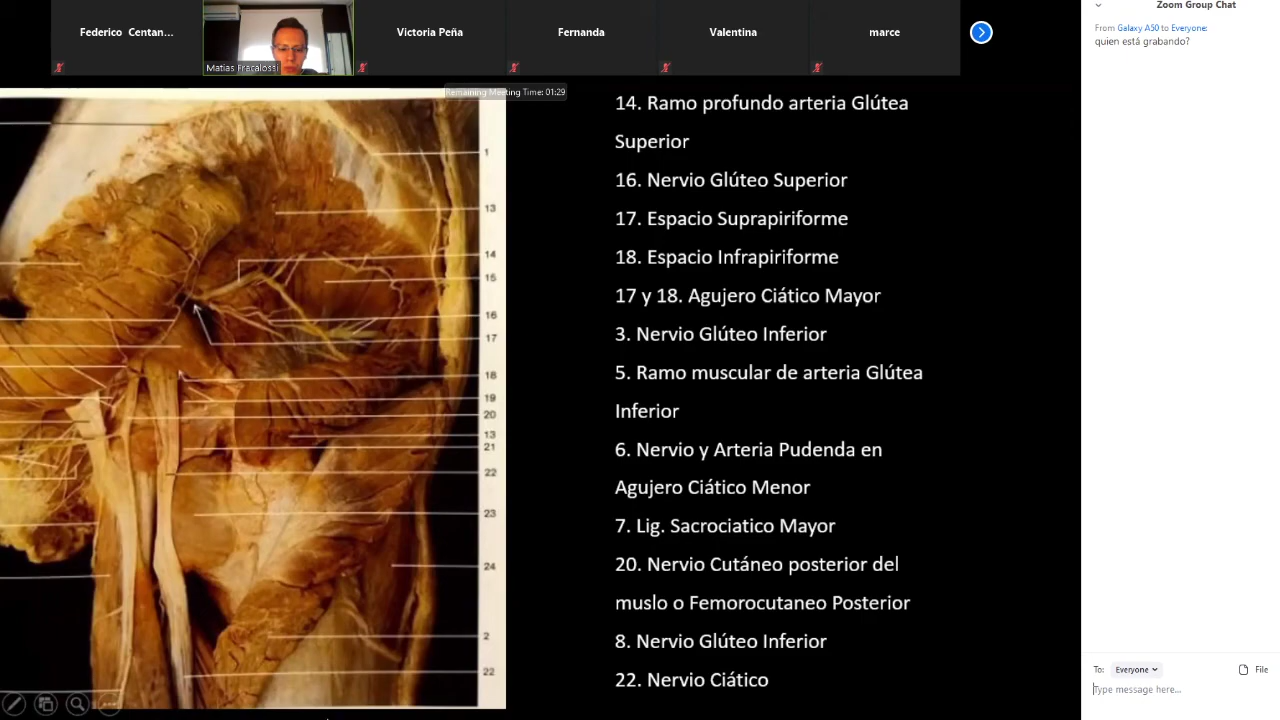 Federico Centan...
Matias Fracalossi
Victoria Peña
Fernanda
Valentina
marce
Remaining Meeting Time: 01:29
1
13
14
15
16
17
18
19
20
13
21
22
23
24
2
22
14. Ramo profundo arteria Glútea
Superior
16. Nervio Glúteo Superior
17. Espacio Suprapiriforme
18. Espacio Infrapiriforme
17 y 18. Agujero Ciático Mayor
3. Nervio Glúteo Inferior
5. Ramo muscular de arteria Glútea
Inferior
6. Nervio y Arteria Pudenda en
Agujero Ciático Menor
7. Lig. Sacrociatico Mayor
20. Nervio Cutáneo posterior del
muslo o Femorocutaneo Posterior
8. Nervio Glúteo Inferior
22. Nervio Ciático
Zoom Group Chat
From Galaxy A50 to Everyone:
quien está grabando?
To: Everyone
File
Type message here...